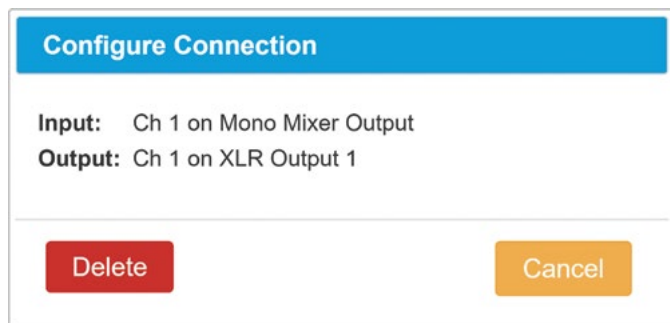 Configure Connection
Input: Ch 1 on Mono Mixer Output
Output: Ch 1 on XLR Output 1
Delete
Cancel